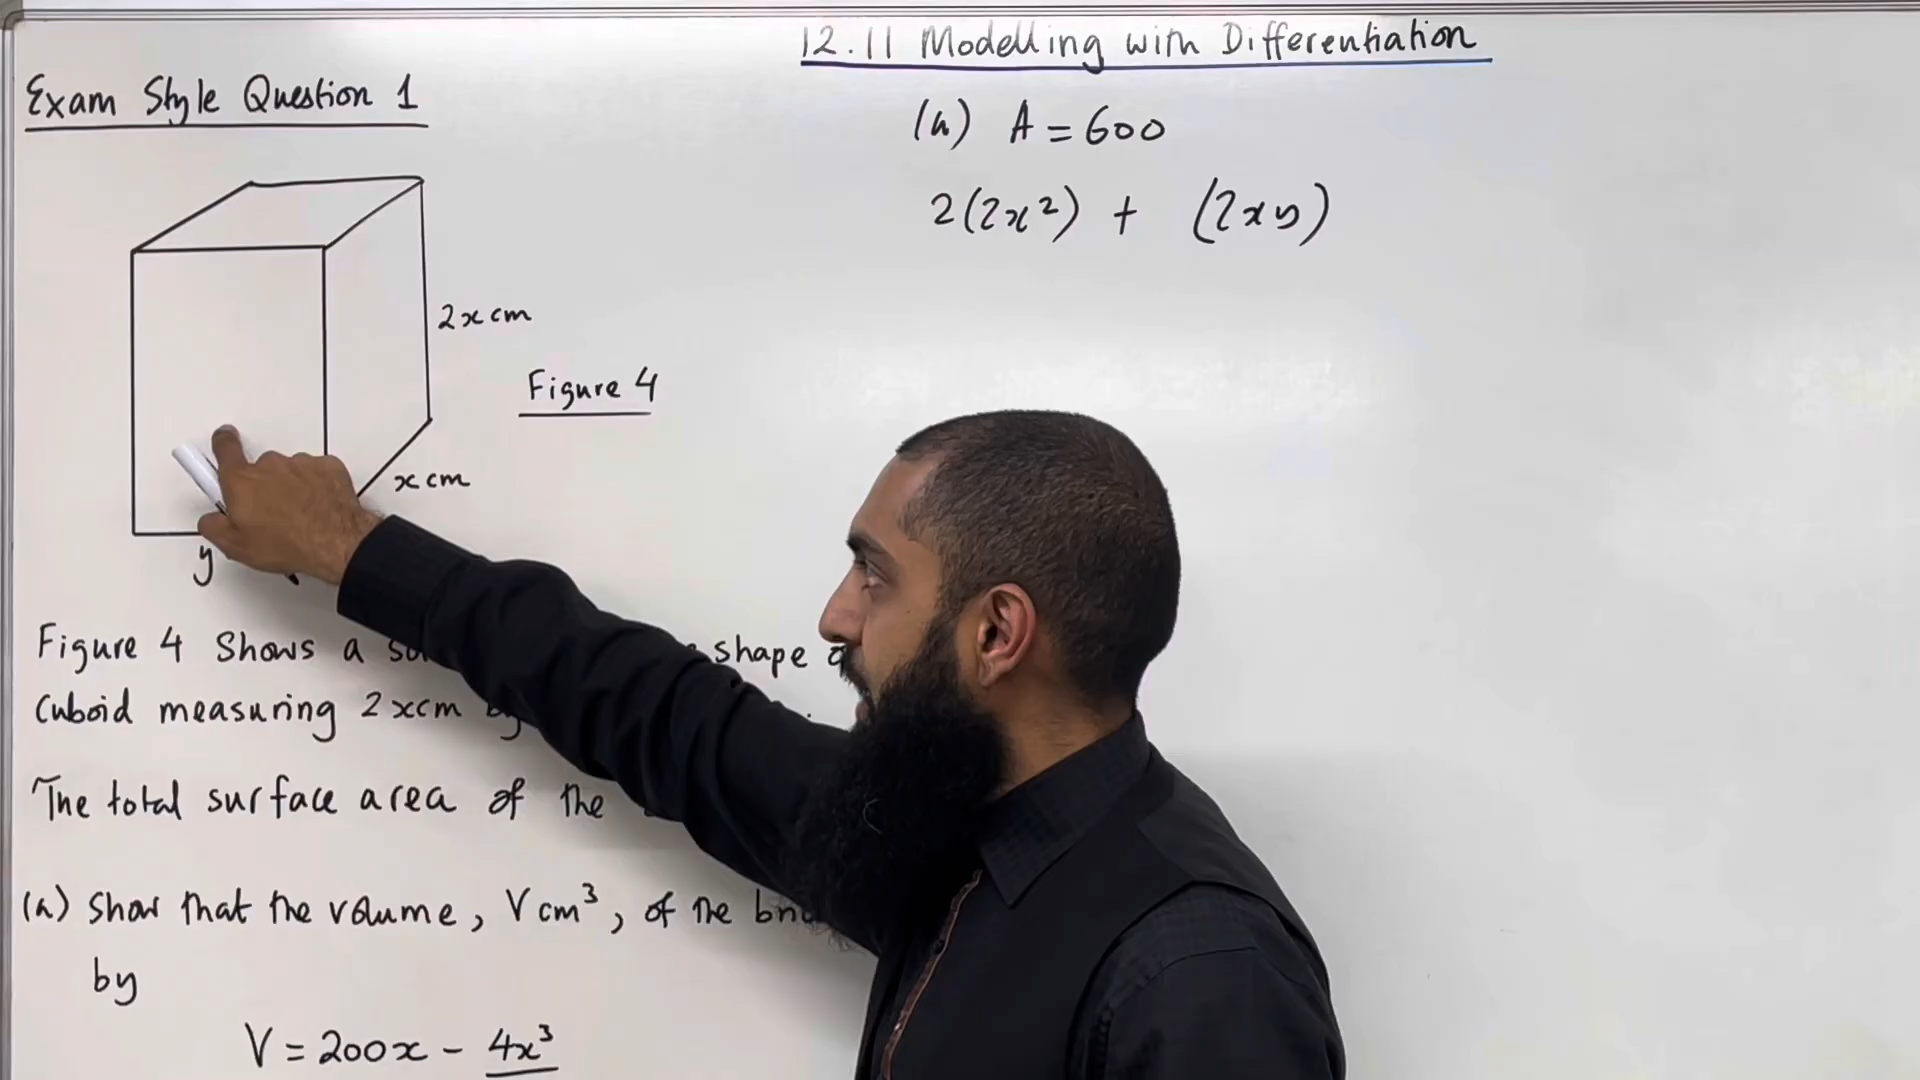 12.11 Modelling with Differentiation
Exam Style Question 1
(a) A = 600
2(2x²) + (2xy)
2x cm
Figure 4
x cm
y
Figure 4 Shows a shape
Cuboid measuring 2xcm
The total surface area of the
(a) Show that the volume, V cm³, of the
by
V = 200x - 4x³